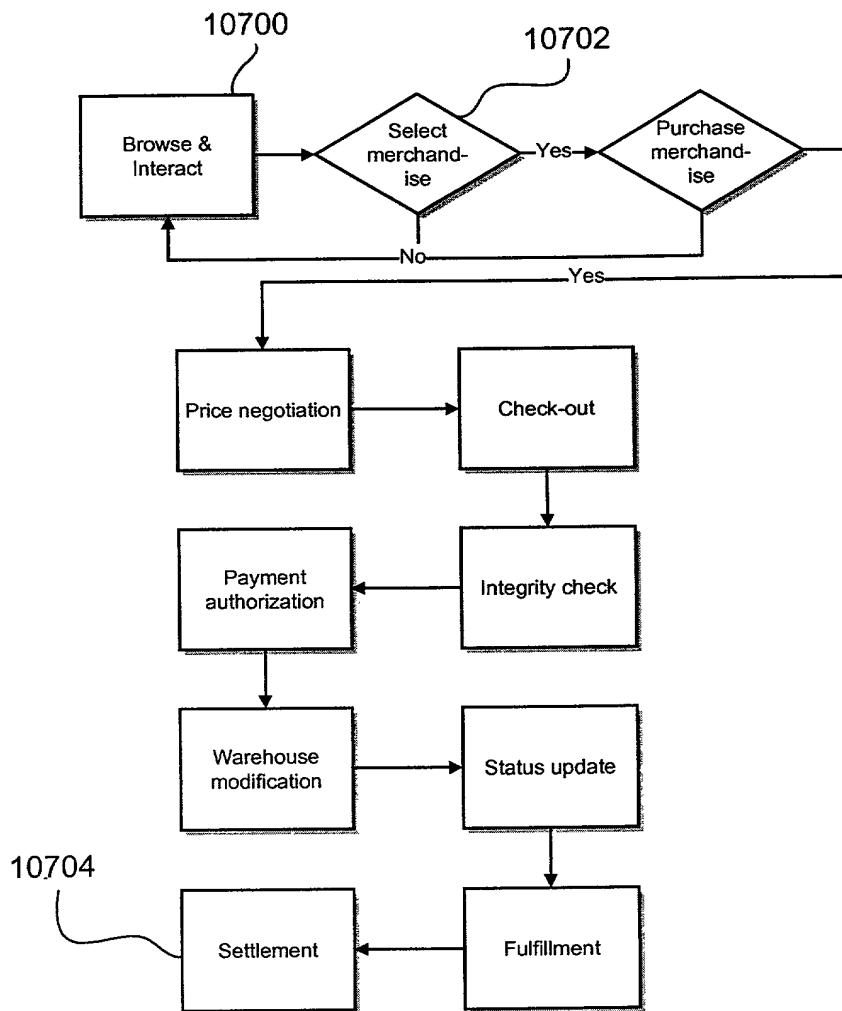 10700
10702
Browse &
Interact
Select
merchand-
ise
Yes
Purchase
merchand-
ise
No
Yes
Price negotiation
Check-out
Payment
authorization
Integrity check
Warehouse
modification
Status update
10704
Settlement
Fulfillment